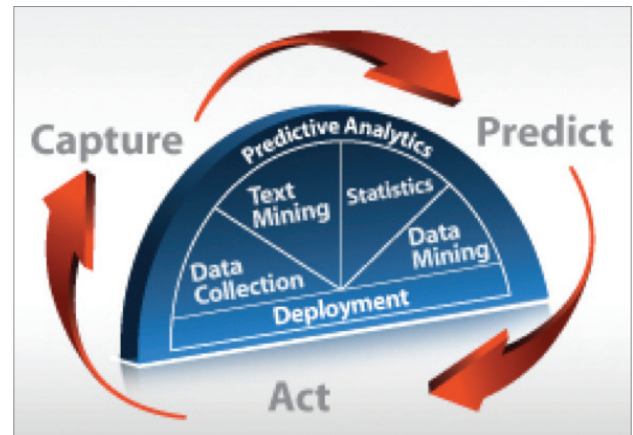 Capture
Predict
Predictive Analytics
Text
Mining
Statistics
Data
Collection
Data
Mining
Deployment
Act